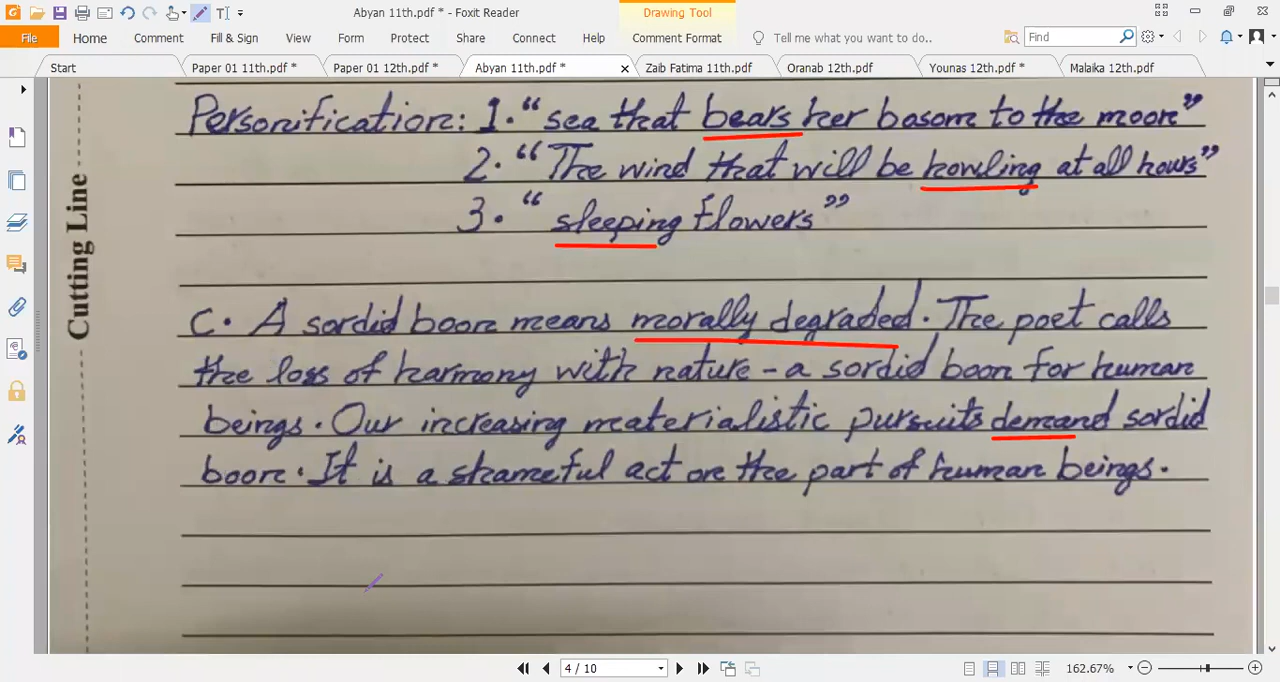 Abyan 11th.pdf * - Foxit Reader
Drawing Tool
File Home Comment Fill & Sign View Form Protect Share Connect Help Comment Format Tell me what you want to do.. Find
Start Paper 01 11th.pdf * Paper 01 12th.pdf * Abyan 11th.pdf * Zaib Fatima 11th.pdf Oranab 12th.pdf Younas 12th.pdf * Malaika 12th.pdf
Cutting Line
Personification: 1. "sea that bears her bosom to the moon"
2. "The wind that will be howling at all hours"
3. "sleeping flowers"
C. A sordid boon means morally degraded. The poet calls
the loss of harmony with nature - a sordid boon for human
beings. Our increasing materialistic pursuits demand sordid
boon. It is a shameful act on the part of human beings.
4 / 10
162.67%